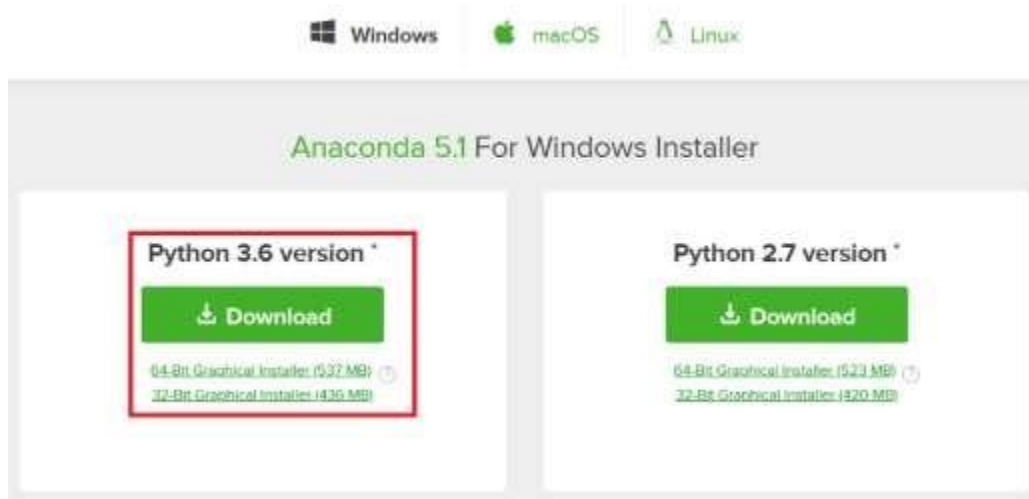 Windows macOS Linux
Anaconda 5.1 For Windows Installer
Python 3.6 version *
Download
64-Bit Graphical Installer (537 MB) ?
32-Bit Graphical Installer (436 MB)
Python 2.7 version *
Download
64-Bit Graphical Installer (523 MB) ?
32-Bit Graphical Installer (420 MB)